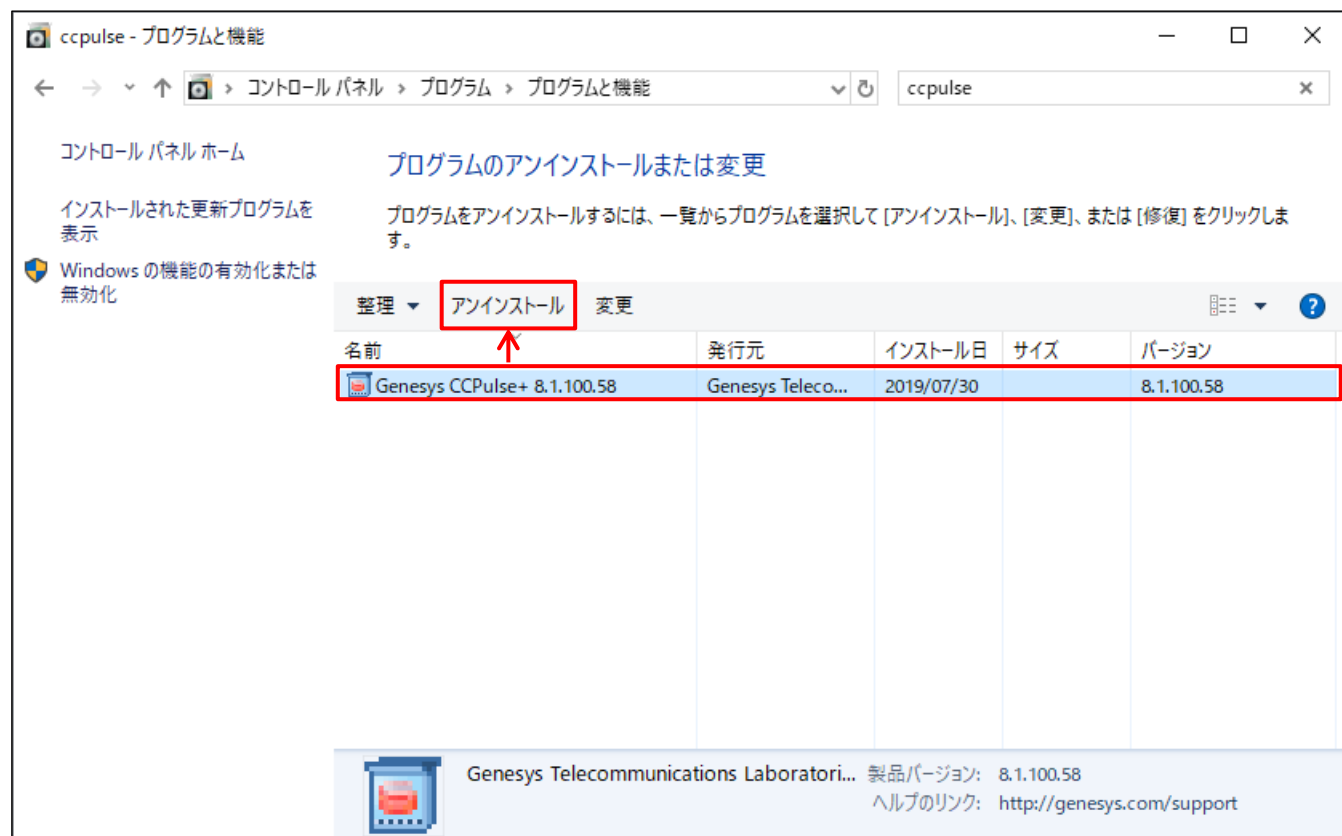 ccpulse - プログラムと機能
コントロール パネル › プログラム › プログラムと機能
ccpulse
コントロール パネル ホーム
インストールされた更新プログラムを
表示
Windows の機能の有効化または
無効化
プログラムのアンインストールまたは変更
プログラムをアンインストールするには、一覧からプログラムを選択して [アンインストール]、[変更]、または [修復] をクリックしま
す。
整理 アンインストール 変更
名前 発行元 インストール日 サイズ バージョン
Genesys CCPulse+ 8.1.100.58 Genesys Teleco... 2019/07/30 8.1.100.58
Genesys Telecommunications Laboratori... 製品バージョン: 8.1.100.58
ヘルプのリンク: http://genesys.com/support